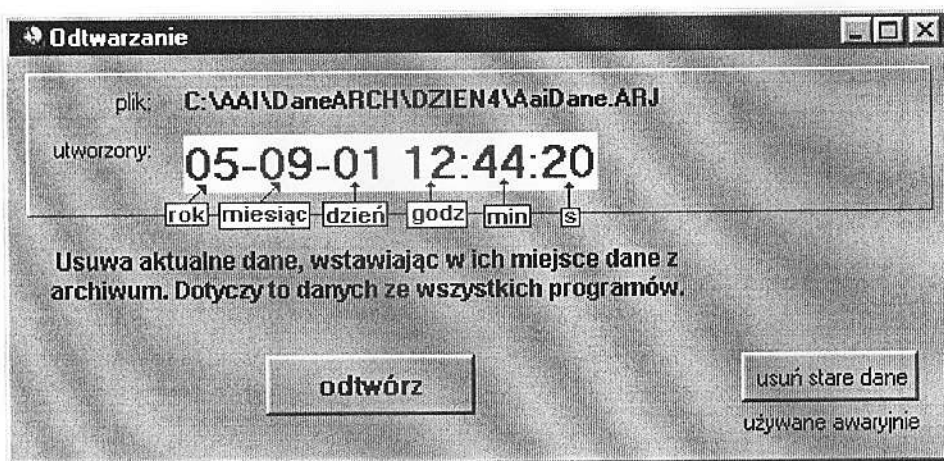 Odtwarzanie
plik: C:\AAI\DaneARCH\DZIEN4\AaiDane.ARJ
utworzony: 05-09-01 12:44:20
rok miesiąc dzień godz min s
Usuwa aktualne dane, wstawiając w ich miejsce dane z
archiwum. Dotyczy to danych ze wszystkich programów.
odtwórz
usuń stare dane
używane awaryjnie